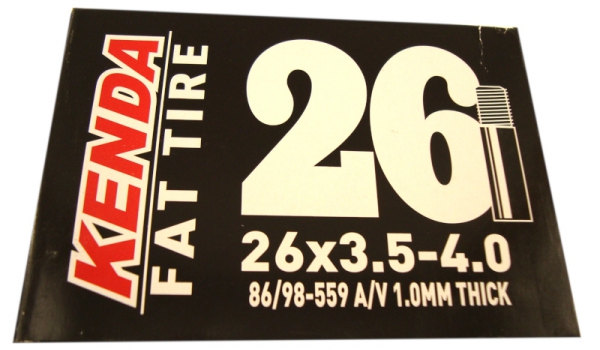 KENDA
FAT TIRE
26
26x3.5-4.0
86/98-559 A/V 1.0MM THICK